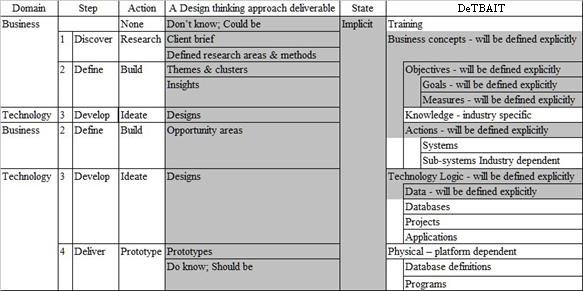 Domain Step Action A Design thinking approach deliverable State DeTBAIT
Business None Don't know; Could be Implicit Training
1 Discover Research Client brief Business concepts - will be defined explicitly
Defined research areas & methods
2 Define Build Themes & clusters Objectives - will be defined explicitly
Insights Goals - will be defined explicitly
Measures - will be defined explicitly
Technology 3 Develop Ideate Designs Knowledge - industry specific
Business 2 Define Build Opportunity areas Actions - will be defined explicitly
Systems
Sub-systems Industry dependent
Technology 3 Develop Ideate Designs Technology Logic - will be defined explicitly
Data - will be defined explicitly
Databases
Projects
Applications
4 Deliver Prototype Prototypes Physical – platform dependent
Do know; Should be Database definitions
Programs